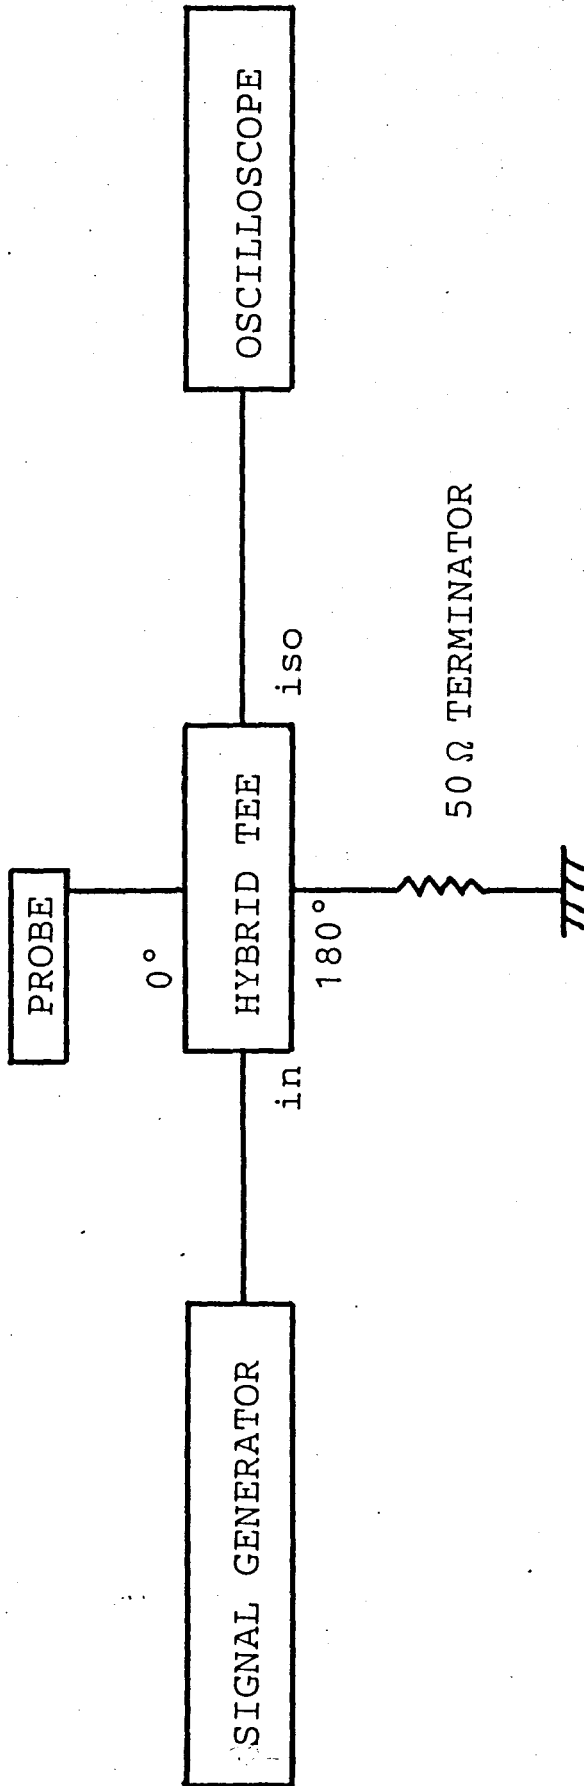 PROBE
0°
SIGNAL GENERATOR
in
HYBRID TEE
iso
OSCILLOSCOPE
180°
50 Ω TERMINATOR